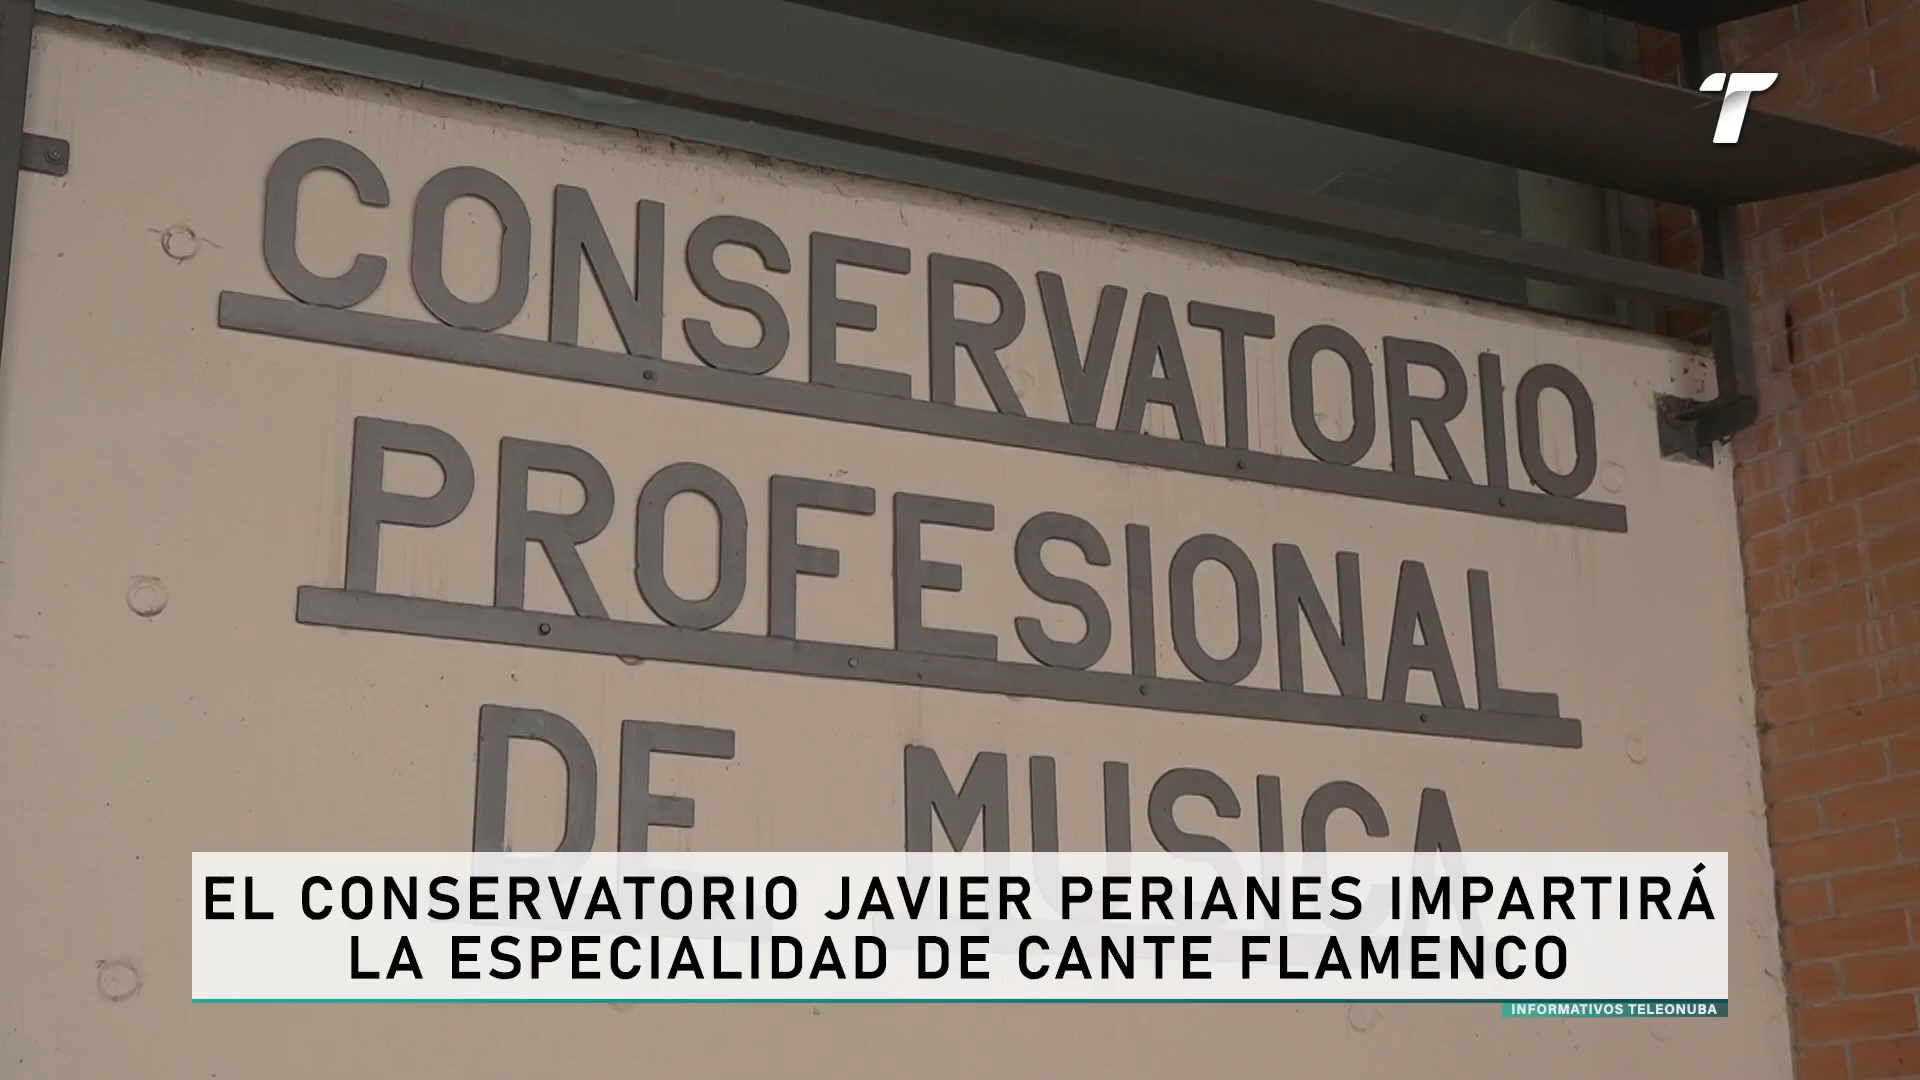 CONSERVATORIO
PROFESIONAL
DE MUSICA
EL CONSERVATORIO JAVIER PERIANES IMPARTIRÁ
LA ESPECIALIDAD DE CANTE FLAMENCO
INFORMATIVOS TELEONUBA